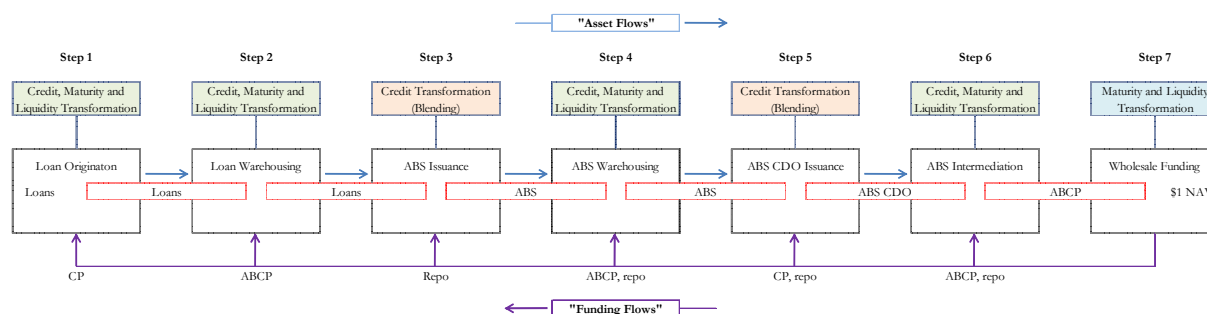 "Asset Flows"
Step 1 Step 2 Step 3 Step 4 Step 5 Step 6 Step 7
Credit, Maturity and Credit, Maturity and Credit Transformation Credit, Maturity and Credit Transformation Credit, Maturity and Maturity and Liquidity
Liquidity Transformation Liquidity Transformation (Blending) Liquidity Transformation (Blending) Liquidity Transformation Transformation
Loan Originaton Loan Warehousing ABS Issuance ABS Warehousing ABS CDO Issuance ABS Intermediation Wholesale Funding
Loans Loans Loans ABS ABS ABS CDO ABCP $1 NAV
CP ABCP Repo ABCP, repo CP, repo ABCP, repo
"Funding Flows"